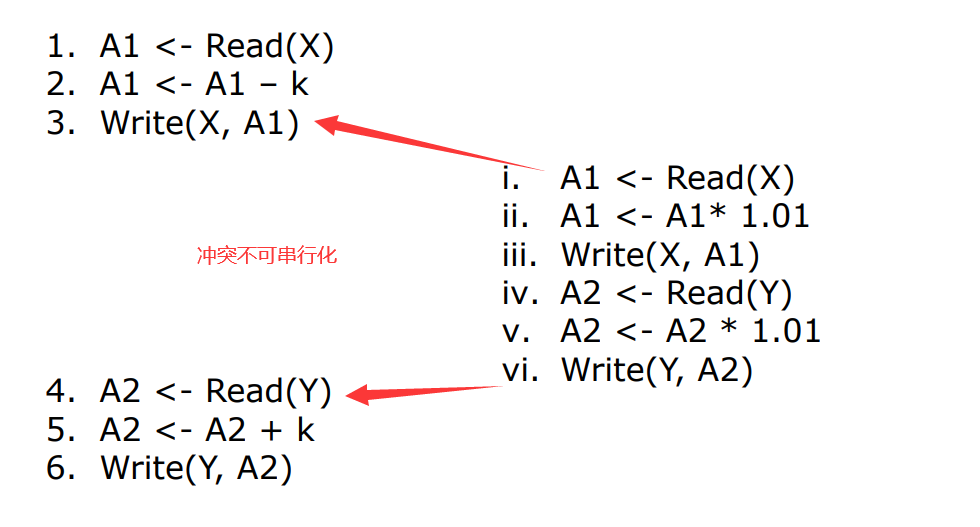 1. A1 <- Read(X)
2. A1 <- A1 – k
3. Write(X, A1)
i. A1 <- Read(X)
ii. A1 <- A1* 1.01
iii. Write(X, A1)
iv. A2 <- Read(Y)
v. A2 <- A2 * 1.01
vi. Write(Y, A2)
冲突不可串行化
4. A2 <- Read(Y)
5. A2 <- A2 + k
6. Write(Y, A2)